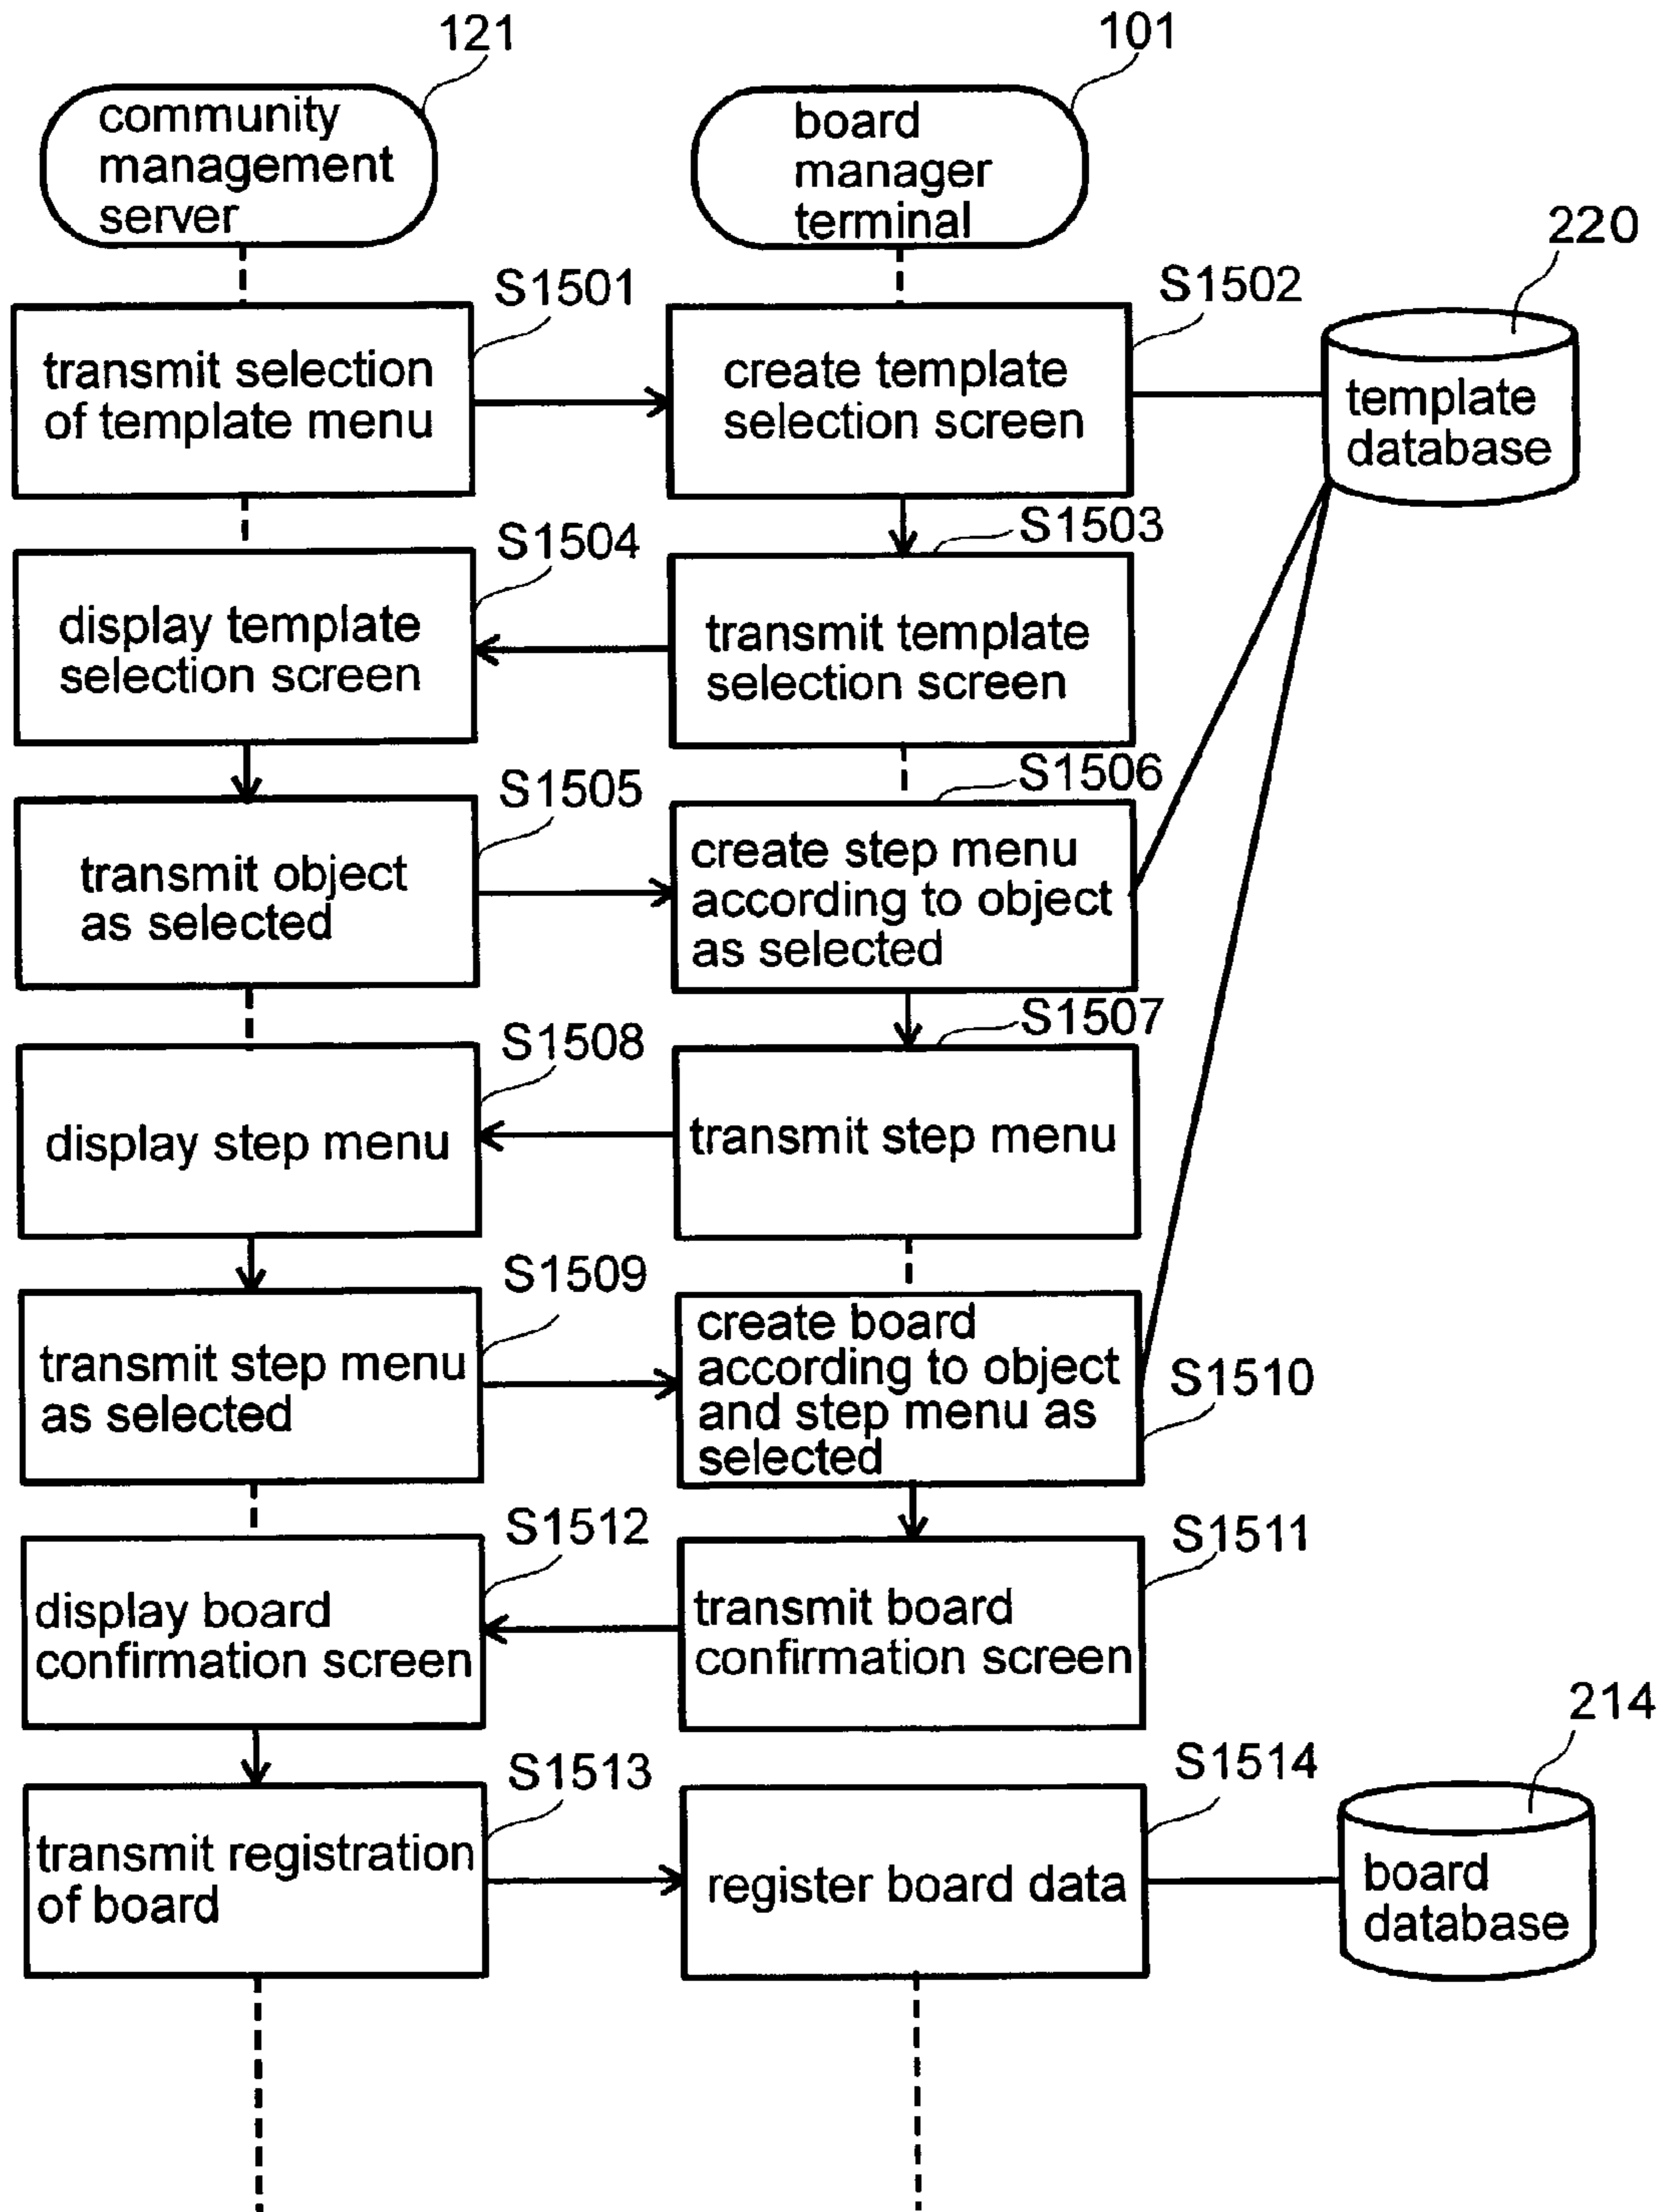 121
101
community
management
server
board
manager
terminal
220
S1501
S1502
transmit selection
of template menu
create template
selection screen
template
database
S1504
S1503
display template
selection screen
transmit template
selection screen
S1505
S1506
transmit object
as selected
create step menu
according to object
as selected
S1508
S1507
display step menu
transmit step menu
S1509
transmit step menu
as selected
create board
according to object
and step menu as
selected
S1510
S1512
S1511
display board
confirmation screen
transmit board
confirmation screen
214
S1513
S1514
transmit registration
of board
register board data
board
database